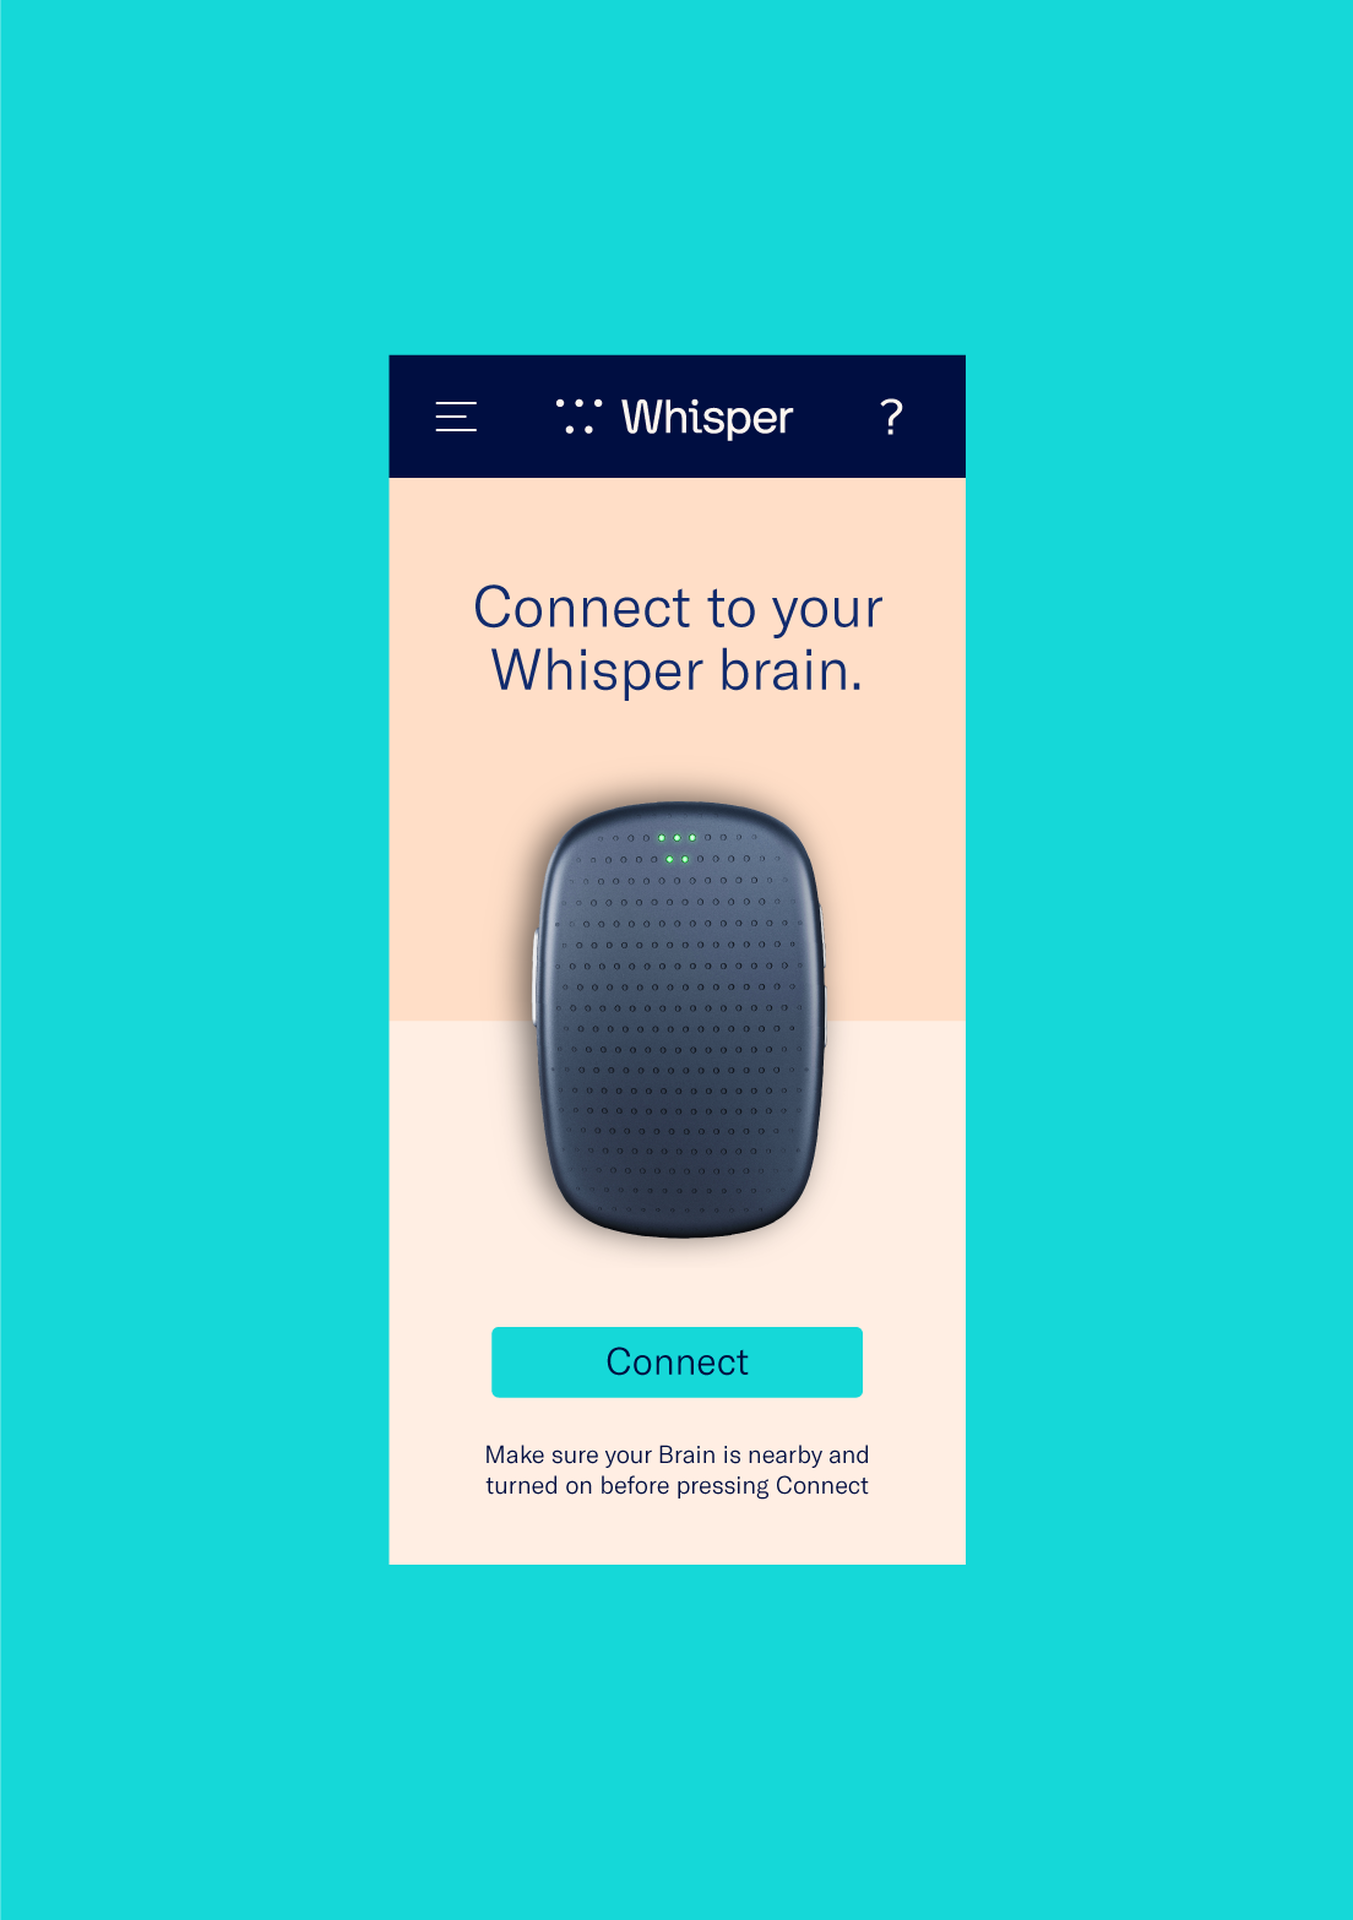 Whisper
?
Connect to your
Whisper brain.
Connect
Make sure your Brain is nearby and
turned on before pressing Connect